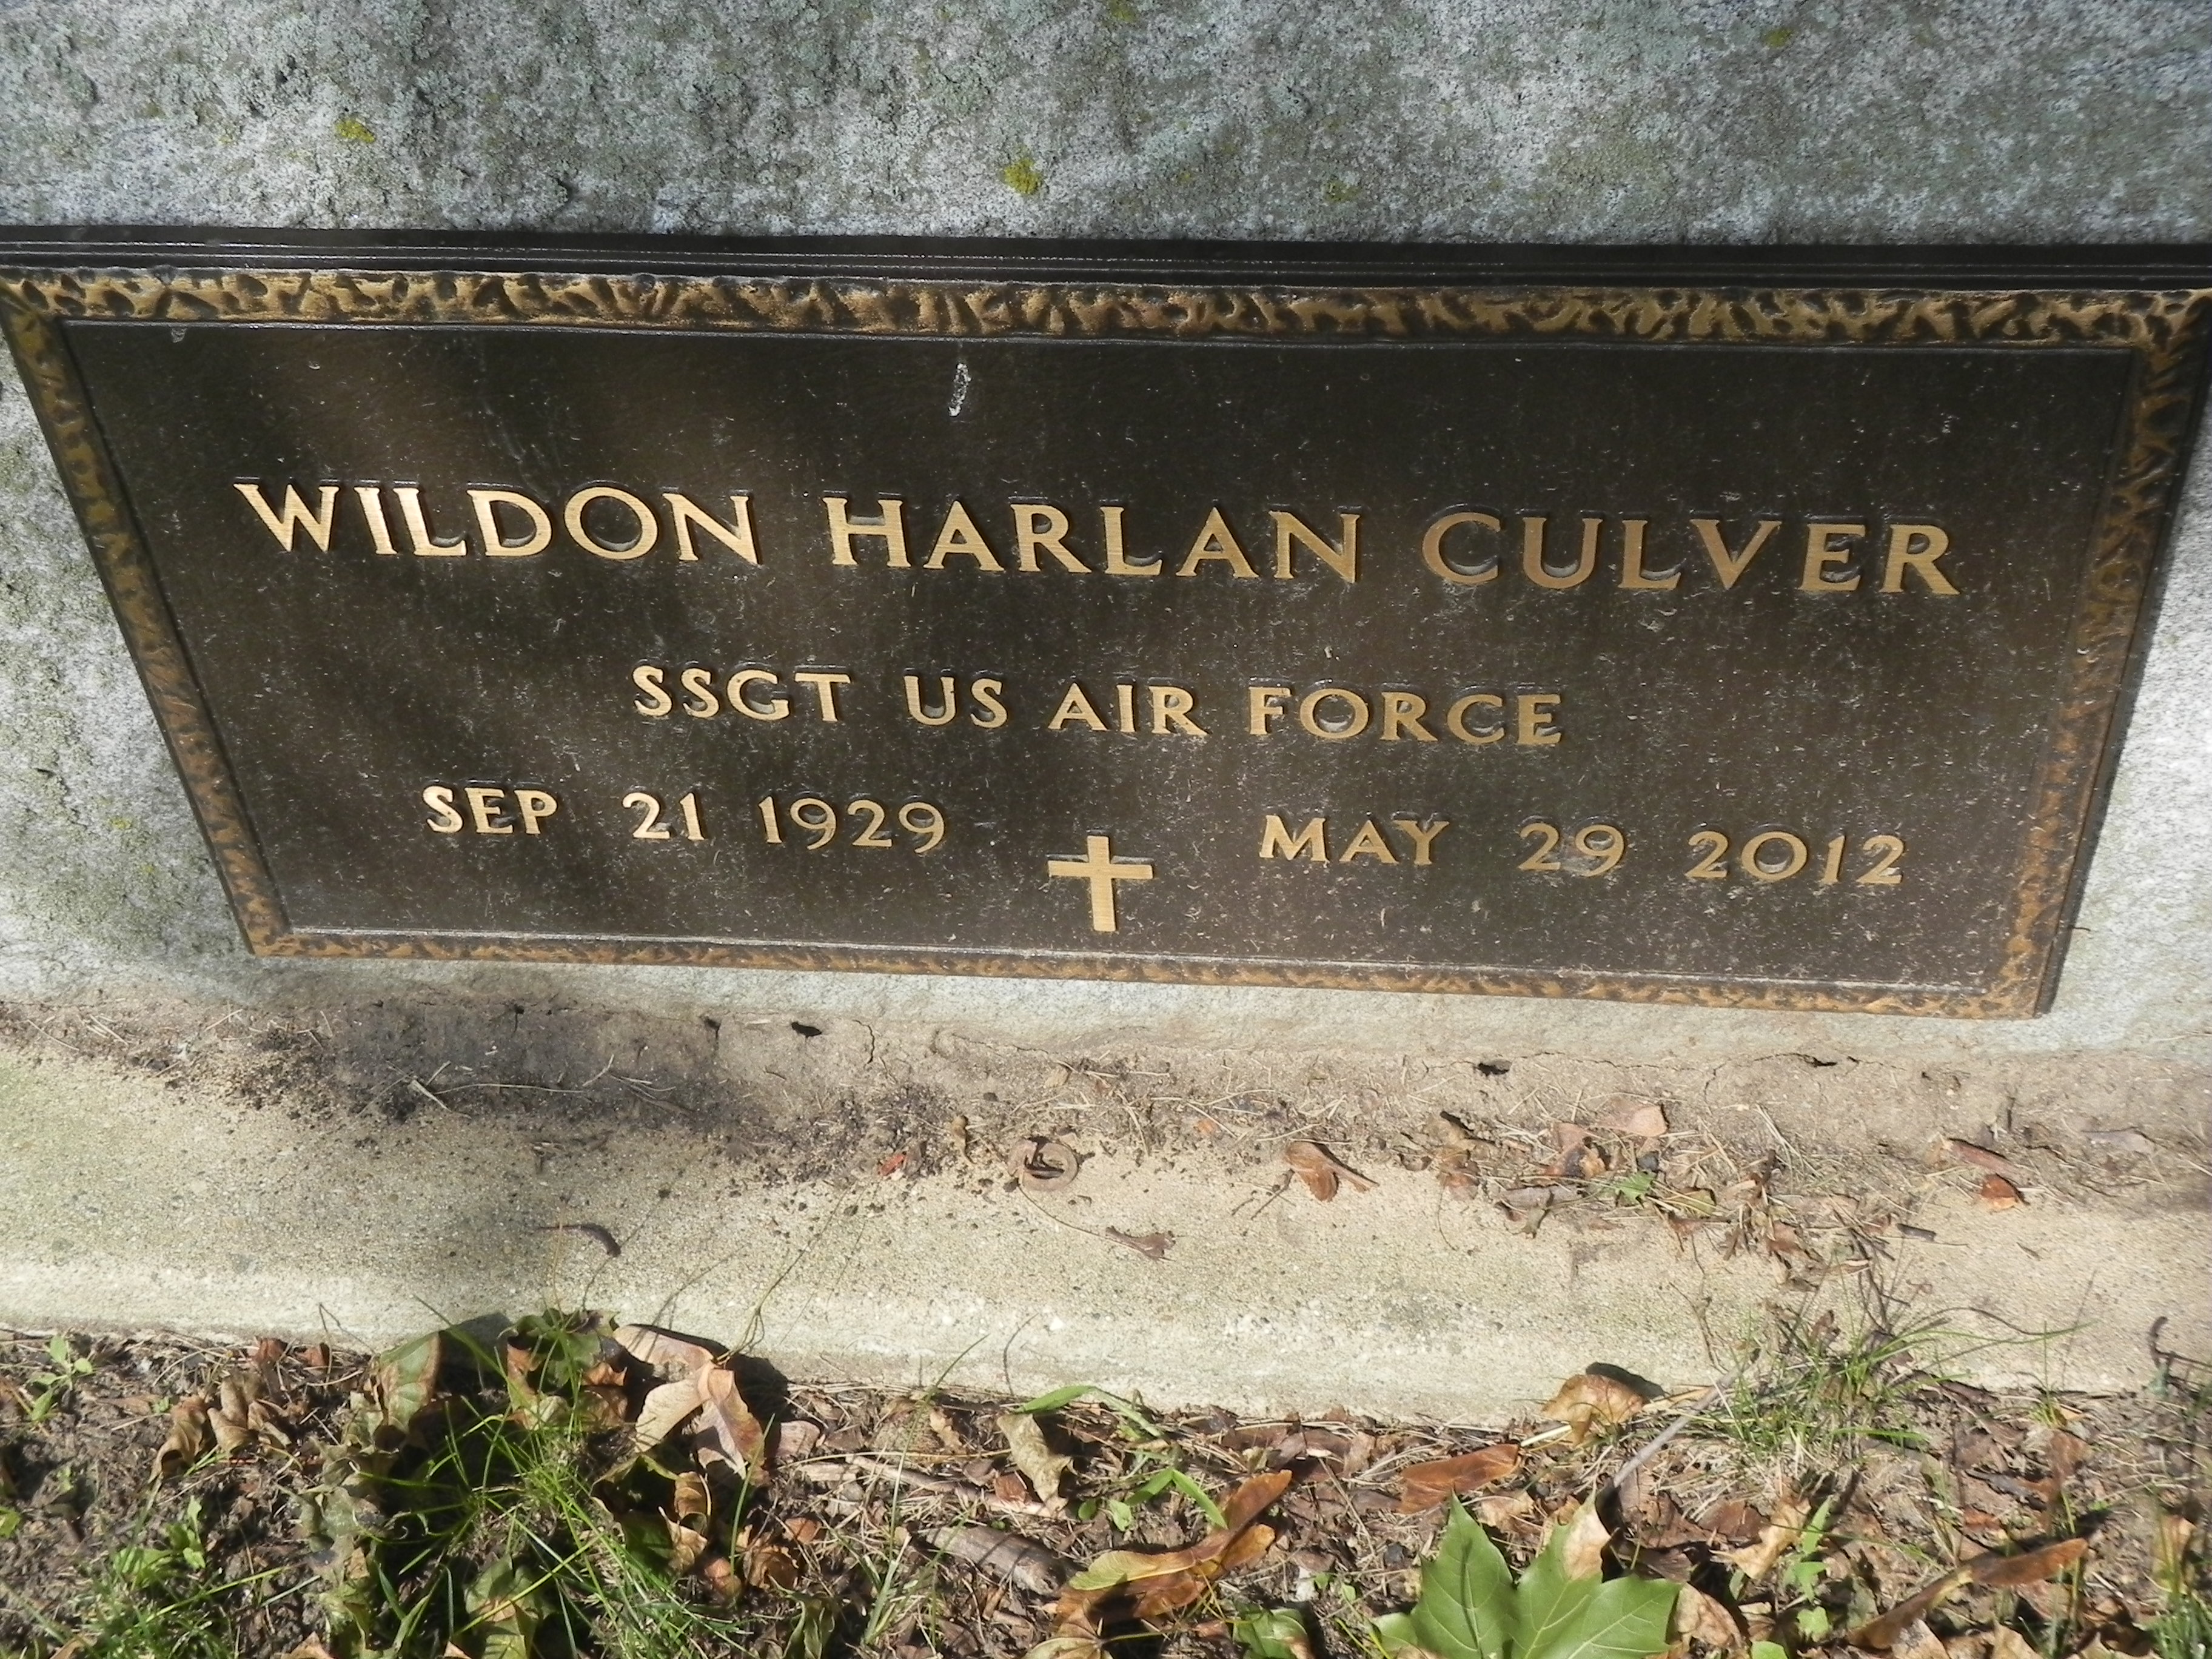 WILDON HARLAN CULVER
SSGT US AIR FORCE
SEP 21 1929 MAY 29 2012